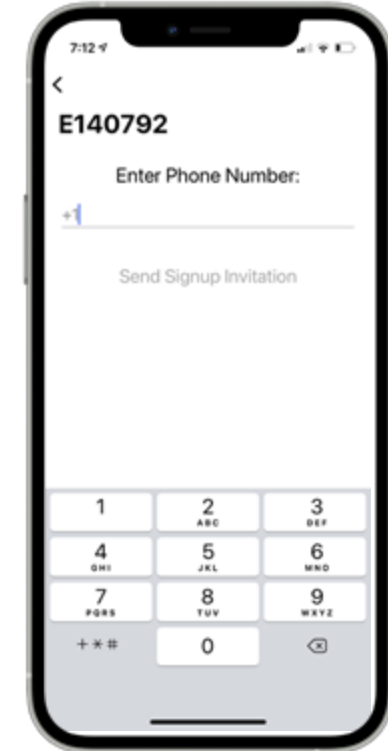 7:12
E140792
Enter Phone Number:
+1
Send Signup Invitation
1 2 3
ABC DEF
4 5 6
GHI JKL MNO
7 8 9
PQRS TUV WXYZ
+*# 0